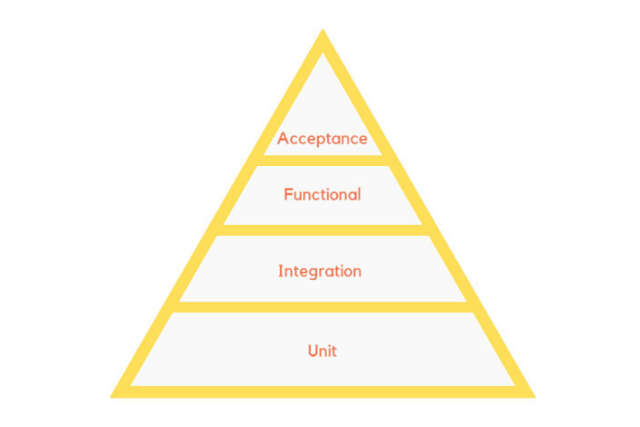 Acceptance
Functional
Integration
Unit